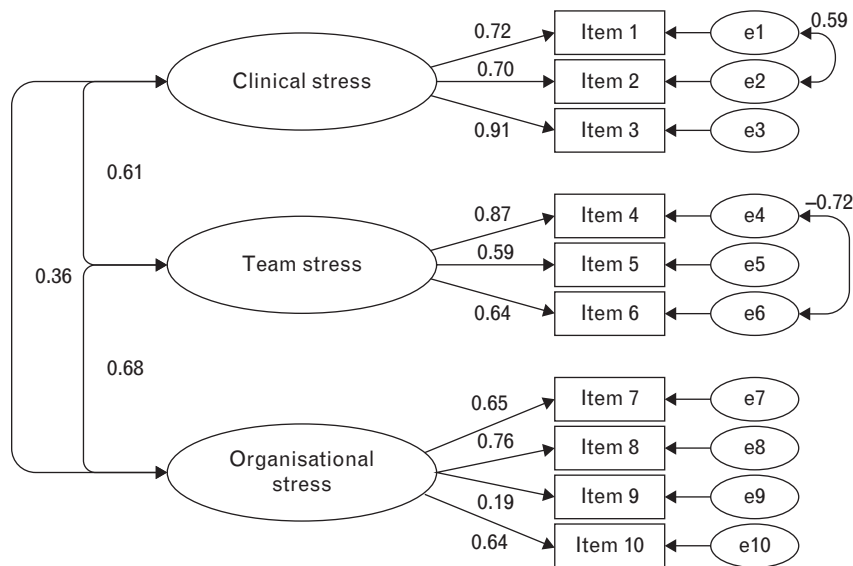 0.72
Item 1
e1
0.59
Clinical stress
0.70
Item 2
e2
0.91
Item 3
e3
0.61
0.87
Item 4
e4
–0.72
Team stress
0.59
Item 5
e5
0.36
0.64
Item 6
e6
0.68
0.65
Item 7
e7
0.76
Item 8
e8
Organisational
stress
0.19
Item 9
e9
0.64
Item 10
e10